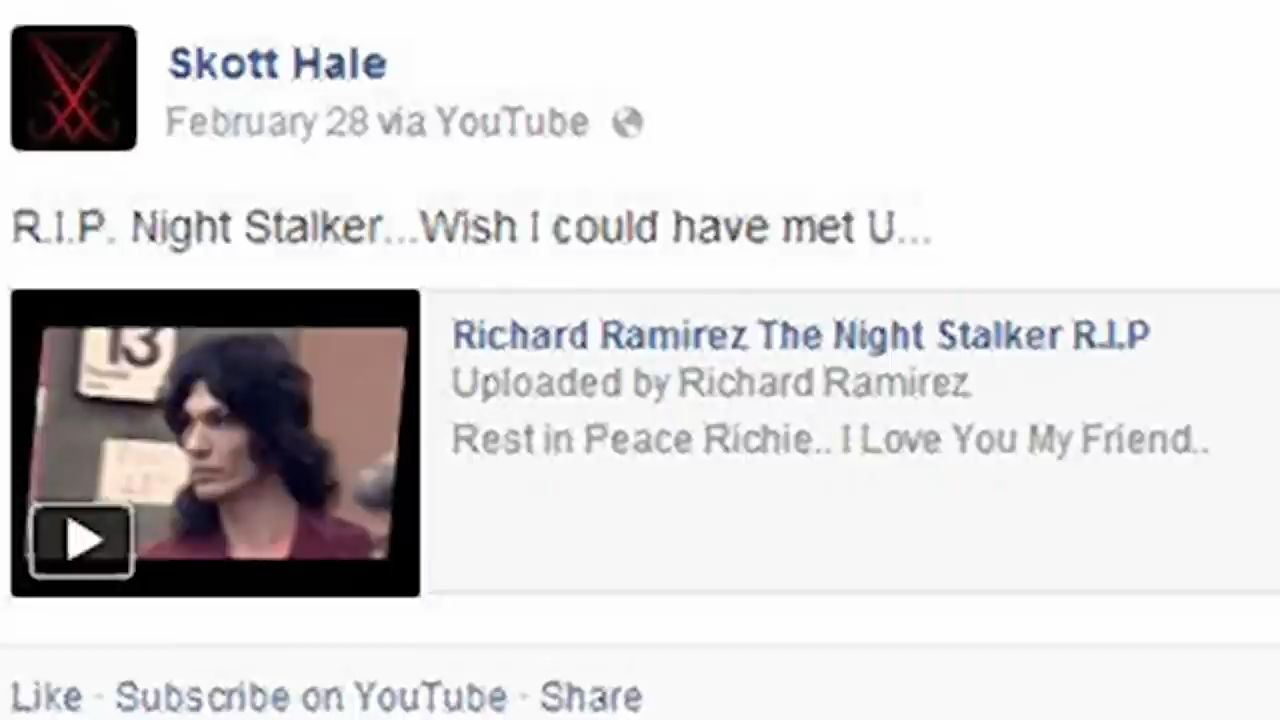 Skott Hale
February 28 via YouTube
R.I.P. Night Stalker...Wish I could have met U...
13
Richard Ramirez The Night Stalker R.I.P
Uploaded by Richard Ramirez
Rest in Peace Richie.. I Love You My Friend..
Like · Subscribe on YouTube · Share